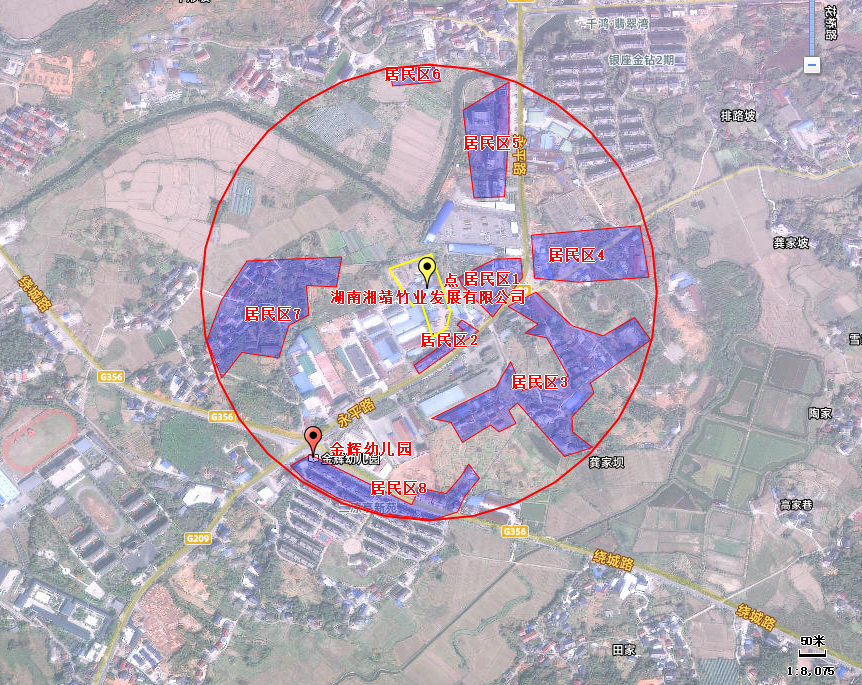 花桥路
千鸿·翡翠湾
居民区6
银座金钻2期
排路坡
居民区5
永平路
龚家坡
居民区4
点
居民区1
绕城路
湖南湘靖竹业发展有限公司
居民区7
居民区2
G356
居民区3
永平路
G356
陶家
金辉幼儿园
金辉幼儿园
龚家坝
居民区8
高家巷
G356
G209
绕城路
绕城路
50米
田家
1:8,075